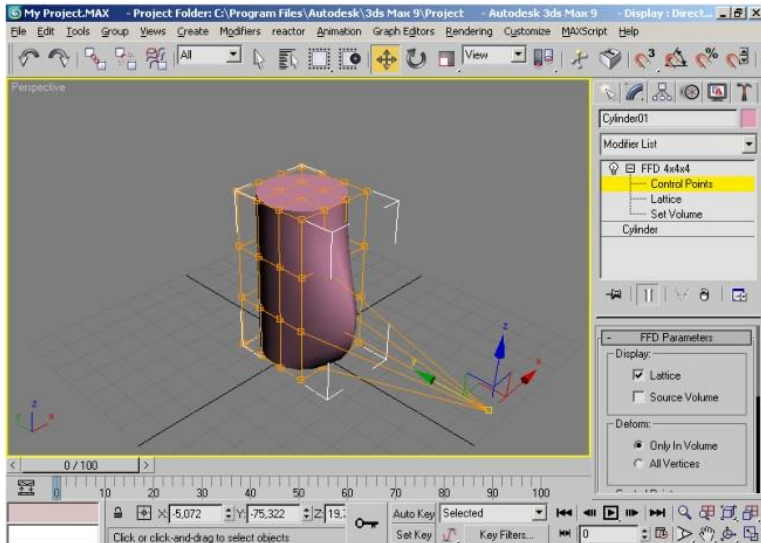 My Project.MAX - Project Folder: C:\Program Files\Autodesk\3ds Max 9\Project - Autodesk 3ds Max 9 - Display : Direct...
File Edit Tools Group Views Create Modifiers reactor Animation Graph Editors Rendering Customize MAXScript Help
All View 3 %
Perspective
Cylinder01
Modifier List
FFD 4x4x4
Control Points
Lattice
Set Volume
Cylinder
- FFD Parameters
Display:
Lattice
Source Volume
Deform:
Only In Volume
All Vertices
z
x
y
z
y x
< 0 / 100 >
0 10 20 30 40 50 60 70 80 90 100
X: -5,072 Y: -75,322 Z: 19, Auto Key Selected
Click or click-and-drag to select objects Set Key Key Filters... 0